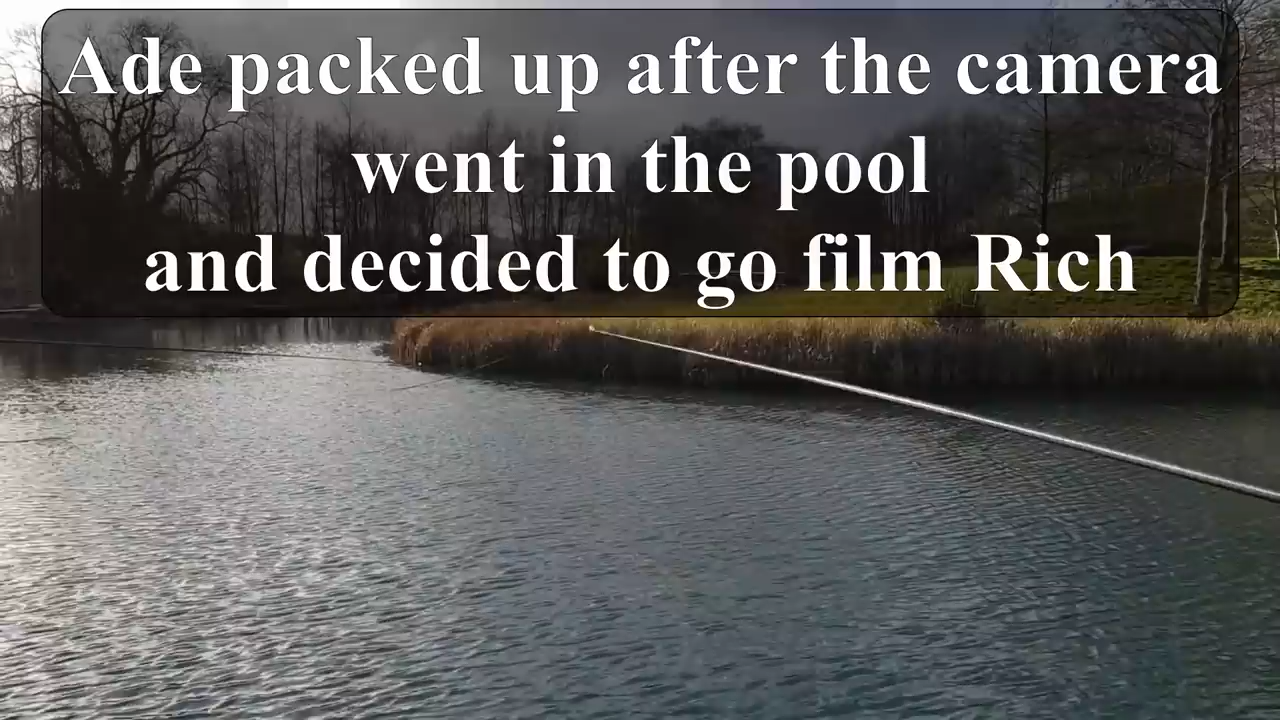 Ade packed up after the camera
went in the pool
and decided to go film Rich